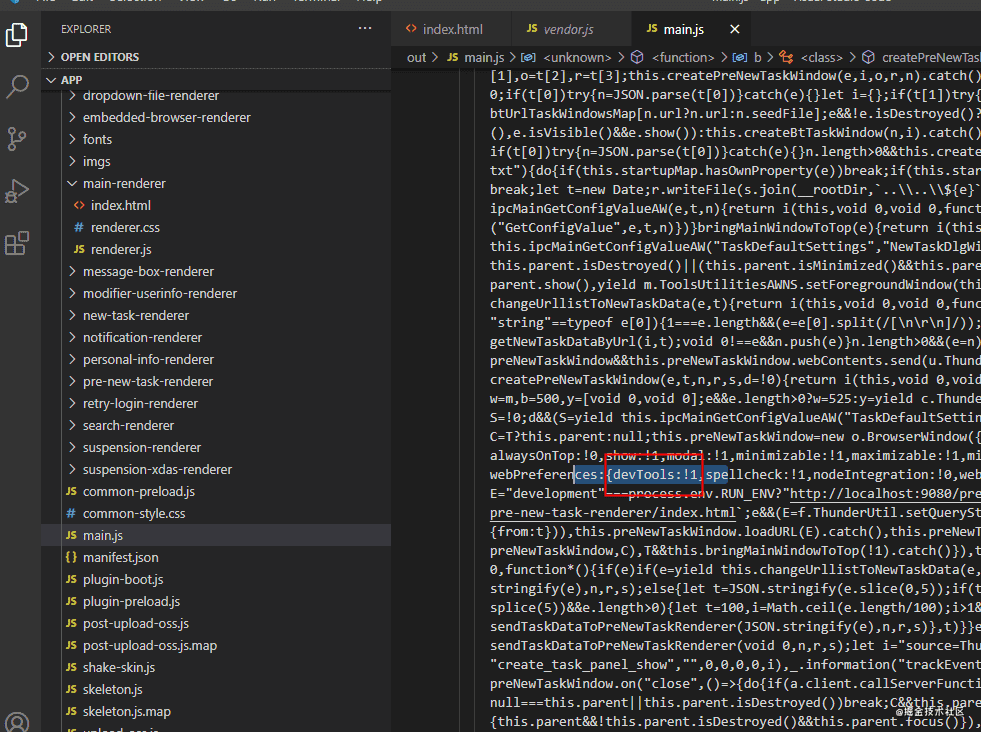 EXPLORER
OPEN EDITORS
APP
dropdown-file-renderer
embedded-browser-renderer
fonts
imgs
main-renderer
<> index.html
# renderer.css
JS renderer.js
message-box-renderer
modifier-userinfo-renderer
new-task-renderer
notification-renderer
personal-info-renderer
pre-new-task-renderer
retry-login-renderer
search-renderer
suspension-renderer
suspension-xdas-renderer
JS common-preload.js
# common-style.css
JS main.js
{} manifest.json
JS plugin-boot.js
JS plugin-preload.js
JS post-upload-oss.js
JS post-upload-oss.js.map
JS shake-skin.js
JS skeleton.js
JS skeleton.js.map
<> index.html JS vendor.js JS main.js
out > JS main.js > <unknown> > <function> > b > <class> > createPreNewTas
[1],o=t[2],r=t[3];this.createPreNewTaskWindow(e,i,o,r,n).catch()
0;if(t[0])try{n=JSON.parse(t[0])}catch(e){}let i={};if(t[1])try{
btUrlTaskWindowsMap[n.url?n.url:n.seedFile];e&&!e.isDestroyed()?
(),e.isVisible()&&e.show()):this.createBtTaskWindow(n,i).catch()
if(t[0])try{n=JSON.parse(t[0])}catch(e){}n.length>0&&this.create
txt"){do{if(this.startupMap.hasOwnProperty(e))break;if(this.star
break;let t=new Date;r.writeFile(s.join(__rootDir,`..\\..\\${e}`
ipcMainGetConfigValueAW(e,t,n){return i(this,void 0,void 0,funct
("GetConfigValue",e,t,n)})}bringMainWindowToTop(e){return i(this
this.ipcMainGetConfigValueAW("TaskDefaultSettings","NewTaskDlgWi
this.parent.isDestroyed()||(this.parent.isMinimized()&&this.pare
parent.show(),yield m.ToolsUtilitiesAWNS.setForegroundWindow(thi
changeUrllistToNewTaskData(e,t){return i(this,void 0,void 0,func
"string"==typeof e[0]){1===e.length&&(e=e[0].split(/[\n\r\n]/));
getNewTaskDataByUrl(i,t);void 0!==e&&n.push(e)}n.length>0&&(e=n)
preNewTaskWindow&&this.preNewTaskWindow.webContents.send(u.Thund
createPreNewTaskWindow(e,t,n,r,s,d=!0){return i(this,void 0,void
w=m,b=500,y=[void 0,void 0];e&&e.length>0?w=525:y=yield c.Thunde
S=!0;d&&(S=yield this.ipcMainGetConfigValueAW("TaskDefaultSettin
C=T?this.parent:null;this.preNewTaskWindow=new o.BrowserWindow({
alwaysOnTop:!0,show:!1,modal:!1,minimizable:!1,maximizable:!1,mi
webPreferences:{devTools:!1,spellcheck:!1,nodeIntegration:!0,web
E="development"===process.env.RUN_ENV?"http://localhost:9080/pre
pre-new-task-renderer/index.html`;e&&(E=f.ThunderUtil.setQuerySt
{from:t})),this.preNewTaskWindow.loadURL(E).catch(),this.preNewT
preNewTaskWindow,C),T&&this.bringMainWindowToTop(!1).catch()}),t
0,function*(){if(e)if(e=yield this.changeUrllistToNewTaskData(e,
stringify(e),n,r,s);else{let t=JSON.stringify(e.slice(0,5));if(t
splice(5))&&e.length>0){let t=100,i=Math.ceil(e.length/100);i>1&
sendTaskDataToPreNewTaskRenderer(JSON.stringify(e),n,r,s)},t)}}e
sendTaskDataToPreNewTaskRenderer(void 0,n,r,s);let i="source=Thu
"create_task_panel_show","",0,0,0,0,i),_.information("trackEvent
preNewTaskWindow.on("close",()=>{do{if(a.client.callServerFuncti
null===this.parent||this.parent.isDestroyed())break;C&&this.par
{this.parent&&!this.parent.isDestroyed()&&this.parent.focus()}),
@掘金技术社区